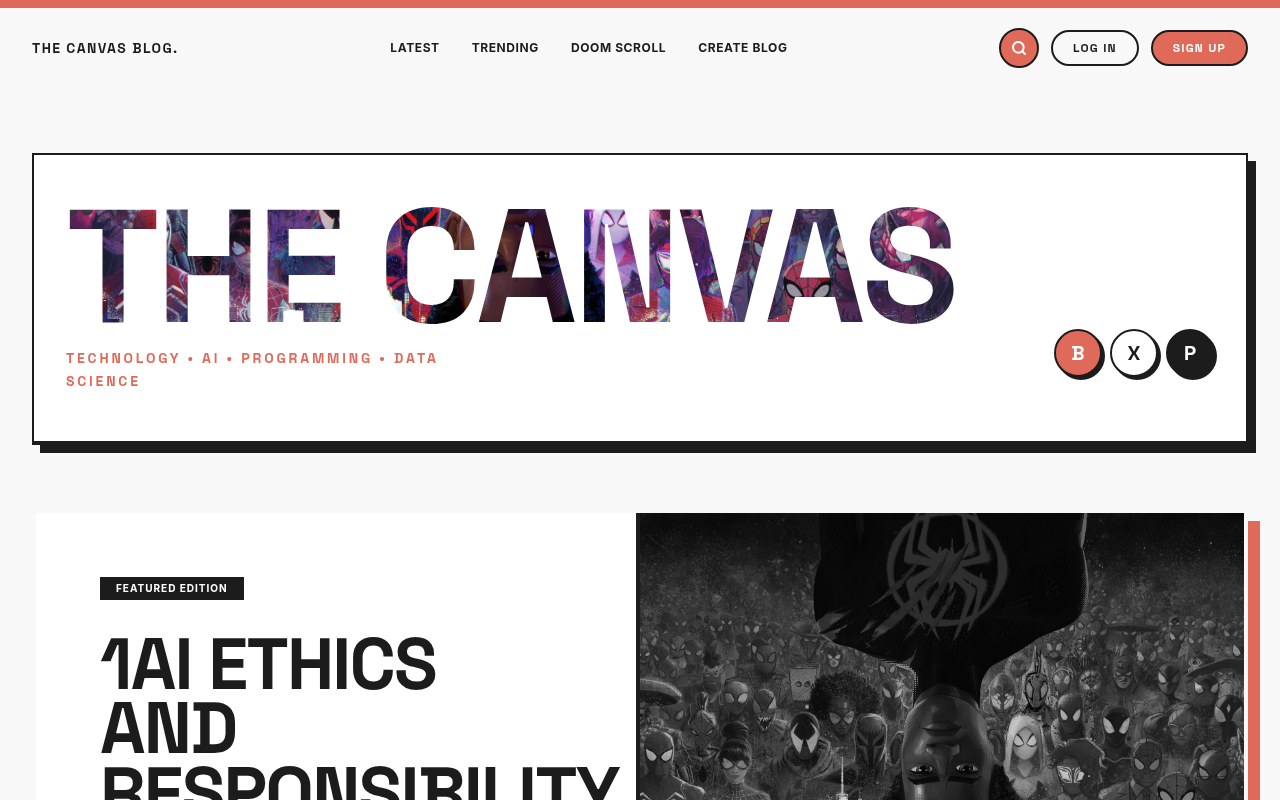 THE CANVAS BLOG.
LATEST TRENDING DOOM SCROLL CREATE BLOG
LOG IN
SIGN UP
THE CANVAS
TECHNOLOGY • AI • PROGRAMMING • DATA
SCIENCE
B X P
FEATURED EDITION
1AI ETHICS
AND
RESPONSIBILITY